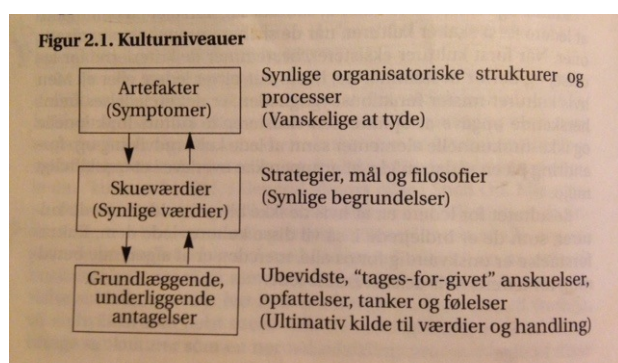 Figur 2.1. Kulturniveauer
Artefakter
(Symptomer)
Synlige organisatoriske strukturer og
processer
(Vanskelige at tyde)
Skueværdier
(Synlige værdier)
Strategier, mål og filosofier
(Synlige begrundelser)
Grundlæggende,
underliggende
antagelser
Ubevidste, "tages-for-givet" anskuelser,
opfattelser, tanker og følelser
(Ultimativ kilde til værdier og handling)